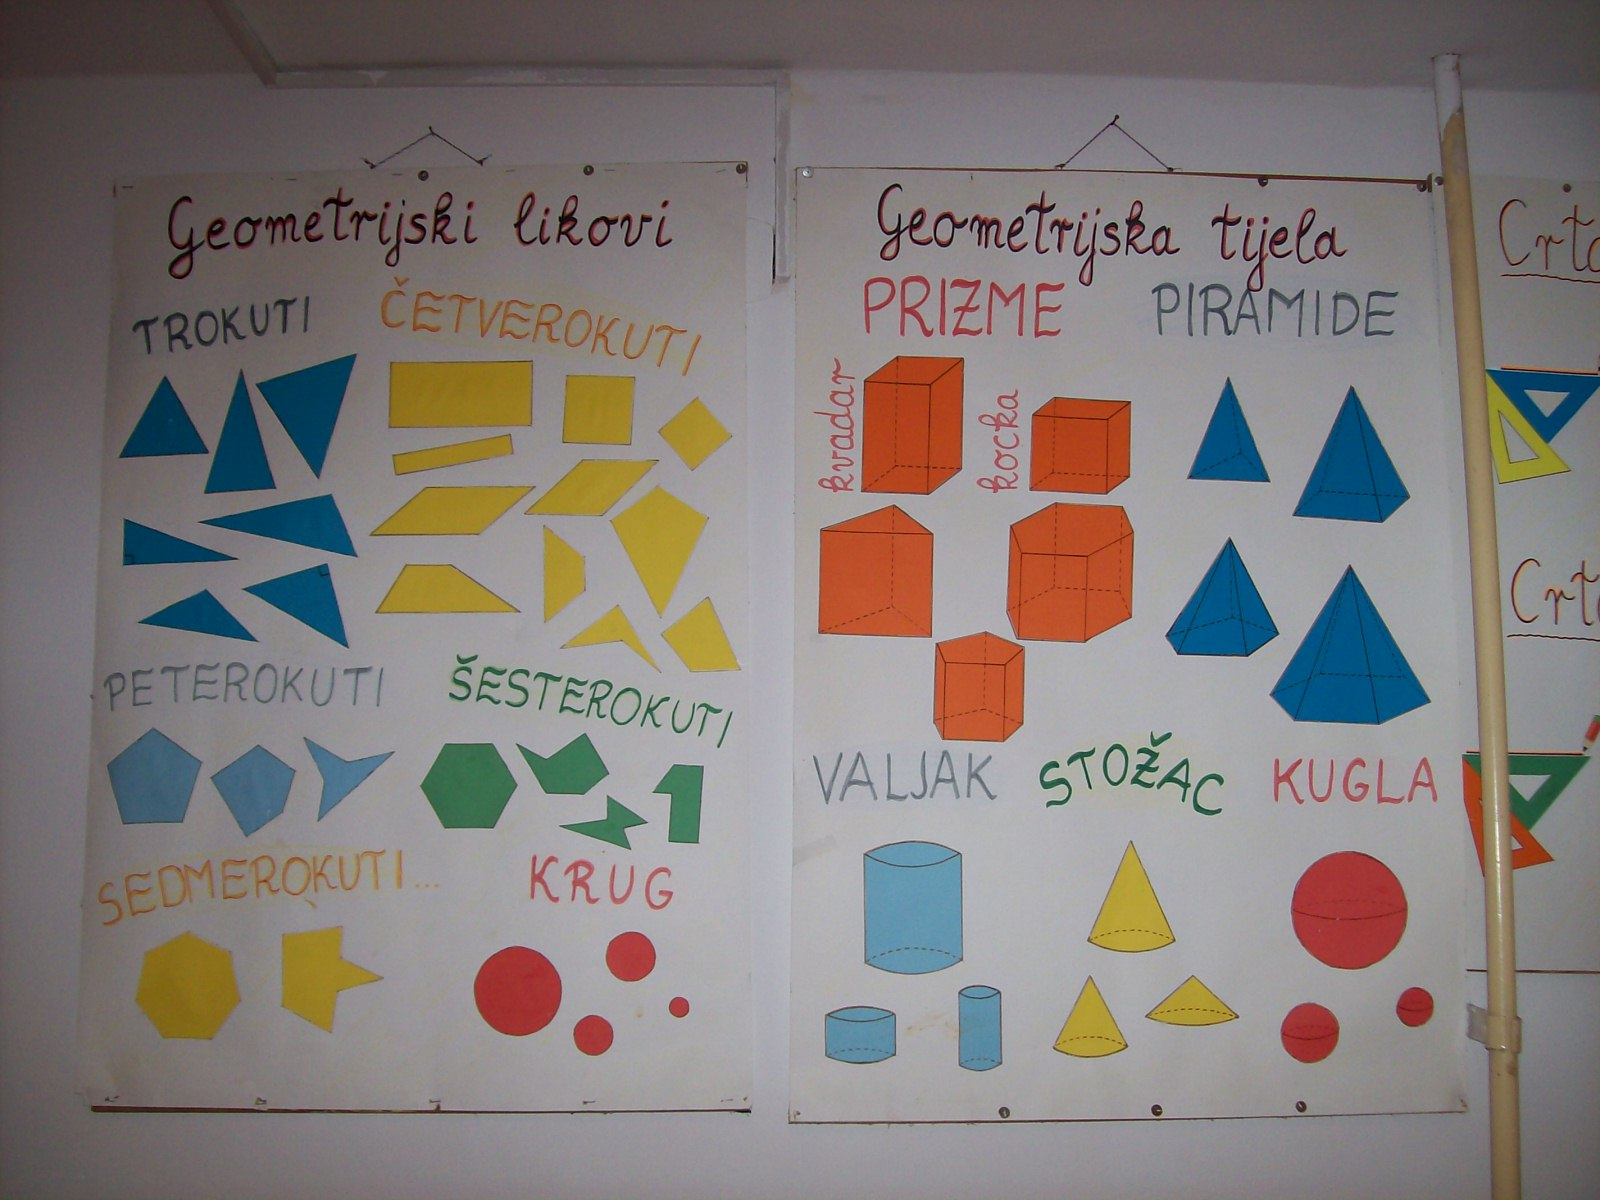 Geometrijski likovi
TROKUTI
ČETVEROKUTI
PETEROKUTI
ŠESTEROKUTI
SEDMEROKUTI...
KRUG
Geometrijska tijela
PRIZME
PIRAMIDE
kvadar
kocka
VALJAK
STOŽAC
KUGLA